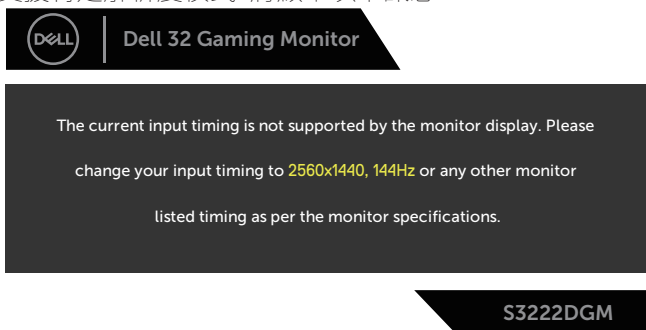 DELL
Dell 32 Gaming Monitor
The current input timing is not supported by the monitor display. Please
change your input timing to 2560x1440, 144Hz or any other monitor
listed timing as per the monitor specifications.
S3222DGM